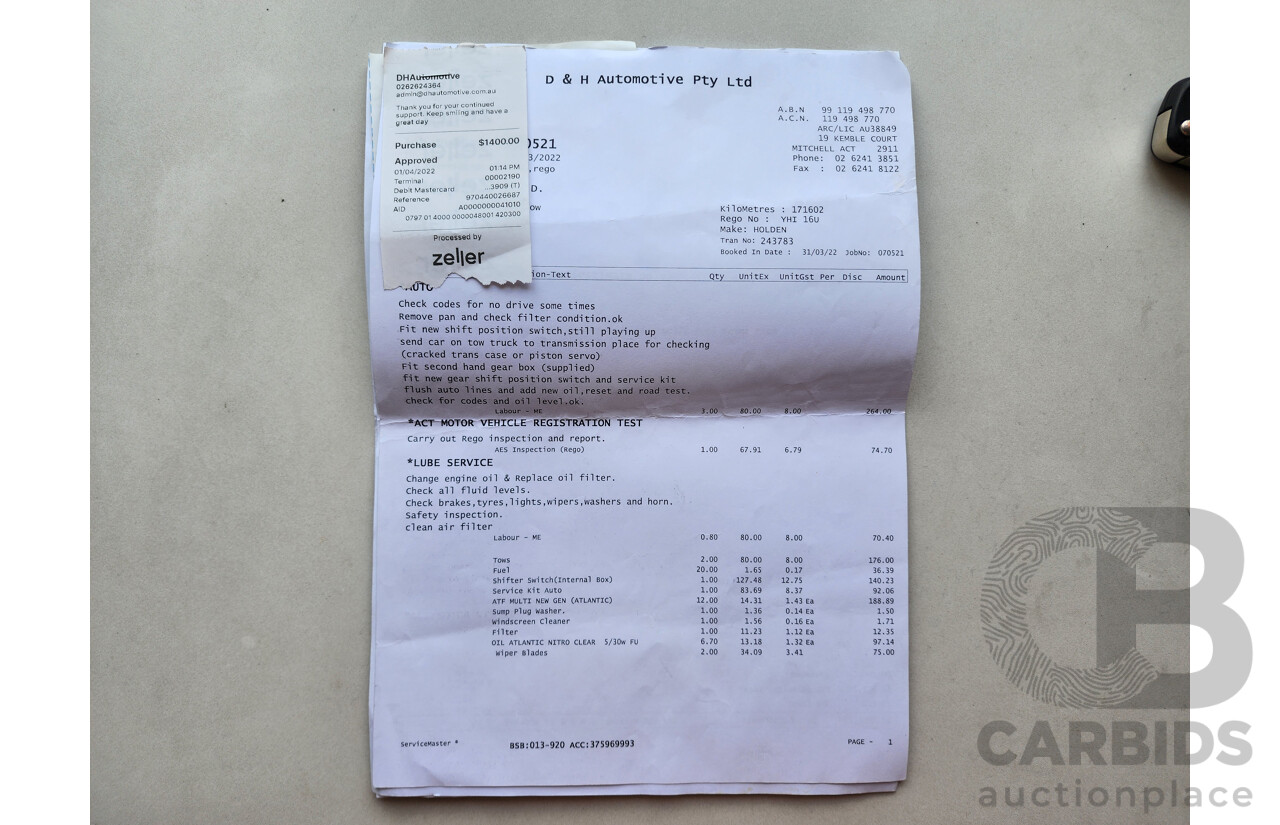 DHAutomotive
0262624364
admin@dhautomotive.com.au
Thank you for your continued
support. Keep smiling and have a
great day
Purchase $1400.00
Approved
01/04/2022 01:14 PM
Terminal 00002190
Debit Mastercard ..3909 (T)
Reference 970440026687
AID A0000000041010
0797 01 4000 0000048001 420300
Processed by
zeller
D & H Automotive Pty Ltd
A.B.N 99 119 498 770
A.C.N. 119 498 770
ARC/LIC AU38849
19 KEMBLE COURT
MITCHELL ACT 2911
Phone: 02 6241 3851
Fax : 02 6241 8122
0521
3/2022
,rego
D.
ow
KiloMetres : 171602
Rego No : YHI 16U
Make: HOLDEN
Tran No: 243783
Booked In Date : 31/03/22 JobNo: 070521
ion-Text Qty UnitEx UnitGst Per Disc Amount
*AUTO
Check codes for no drive some times
Remove pan and check filter condition.ok
Fit new shift position switch,still playing up
send car on tow truck to transmission place for checking
(cracked trans case or piston servo)
Fit second hand gear box (supplied)
fit new gear shift position switch and service kit
flush auto lines and add new oil,reset and road test.
check for codes and oil level.ok.
Labour - ME 3.00 80.00 8.00 264.00
*ACT MOTOR VEHICLE REGISTRATION TEST
Carry out Rego inspection and report.
AES Inspection (Rego) 1.00 67.91 6.79 74.70
*LUBE SERVICE
Change engine oil & Replace oil filter.
Check all fluid levels.
Check brakes,tyres,lights,wipers,washers and horn.
Safety inspection.
clean air filter
Labour - ME 0.80 80.00 8.00 70.40
Tows 2.00 80.00 8.00 176.00
Fuel 20.00 1.65 0.17 36.39
Shifter Switch(Internal Box) 1.00 127.48 12.75 140.23
Service Kit Auto 1.00 83.69 8.37 92.06
ATF MULTI NEW GEN (ATLANTIC) 12.00 14.31 1.43 Ea 188.89
Sump Plug Washer. 1.00 1.36 0.14 Ea 1.50
Windscreen Cleaner 1.00 1.56 0.16 Ea 1.71
Filter 1.00 11.23 1.12 Ea 12.35
OIL ATLANTIC NITRO CLEAR 5/30w FU 6.70 13.18 1.32 Ea 97.14
Wiper Blades 2.00 34.09 3.41 75.00
ServiceMaster * BSB:013-920 ACC:375969993 PAGE - 1
CB
CARBIDS
auctionplace